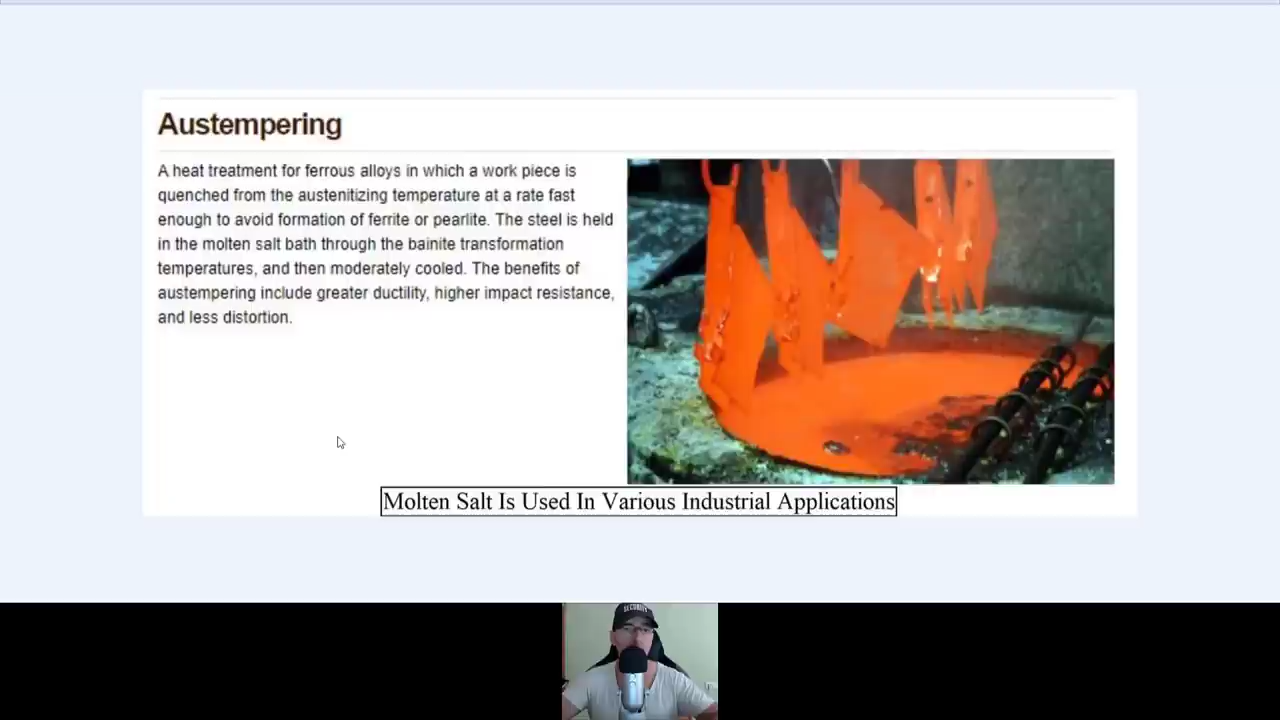 Austempering
A heat treatment for ferrous alloys in which a work piece is
quenched from the austenitizing temperature at a rate fast
enough to avoid formation of ferrite or pearlite. The steel is held
in the molten salt bath through the bainite transformation
temperatures, and then moderately cooled. The benefits of
austempering include greater ductility, higher impact resistance,
and less distortion.
Molten Salt Is Used In Various Industrial Applications
SECURITY